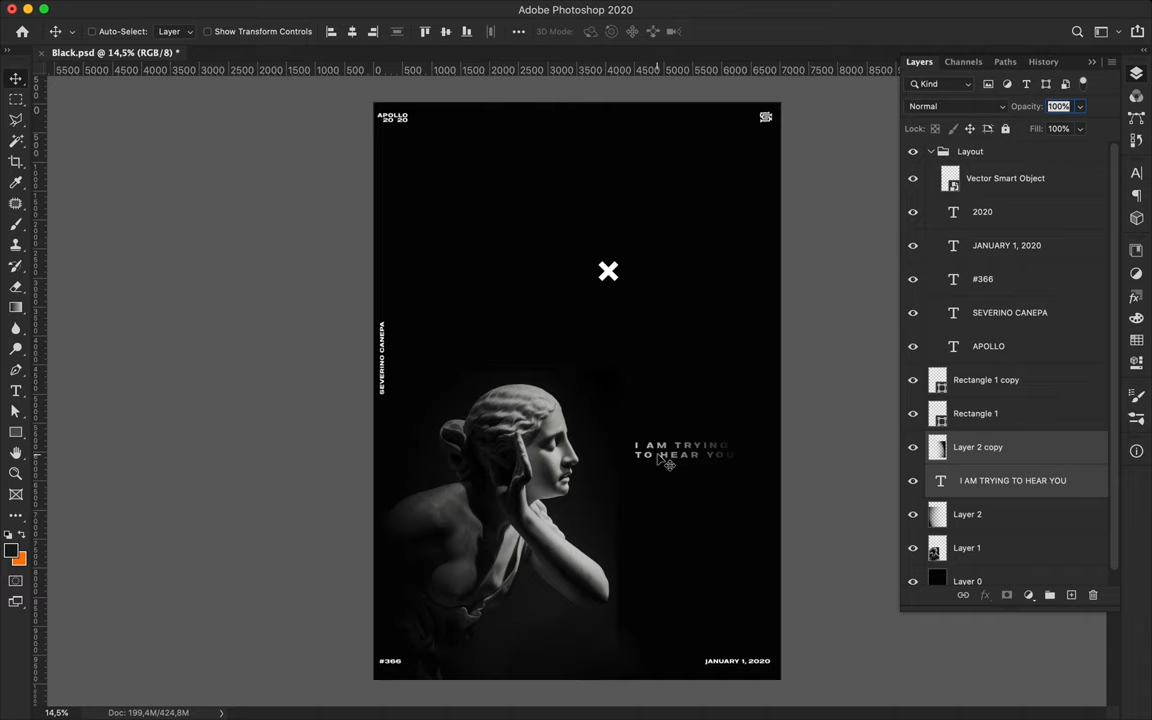 Adobe Photoshop 2020
Auto-Select:
Layer
Show Transform Controls
3D Mode:
Black.psd @ 14,5% (RGB/8) *
5500 5000 4500 4000 3500 3000 2500 2000 1500 1000 500 0 500 1000 1500 2000 2500 3000 3500 4000 4500 5000 5500 6000 6500 7000 7500 8000 8500
APOLLO
20 20
SEVERINO CANEPA
I AM TRYING
TO HEAR YOU
#366
JANUARY 1, 2020
Layers Channels Paths History
Kind
Normal
Opacity: 100%
Lock:
Fill: 100%
Layout
Vector Smart Object
2020
JANUARY 1, 2020
#366
SEVERINO CANEPA
APOLLO
Rectangle 1 copy
Rectangle 1
Layer 2 copy
I AM TRYING TO HEAR YOU
Layer 2
Layer 1
Layer 0
14,5%
Doc: 199,4M/424,8M